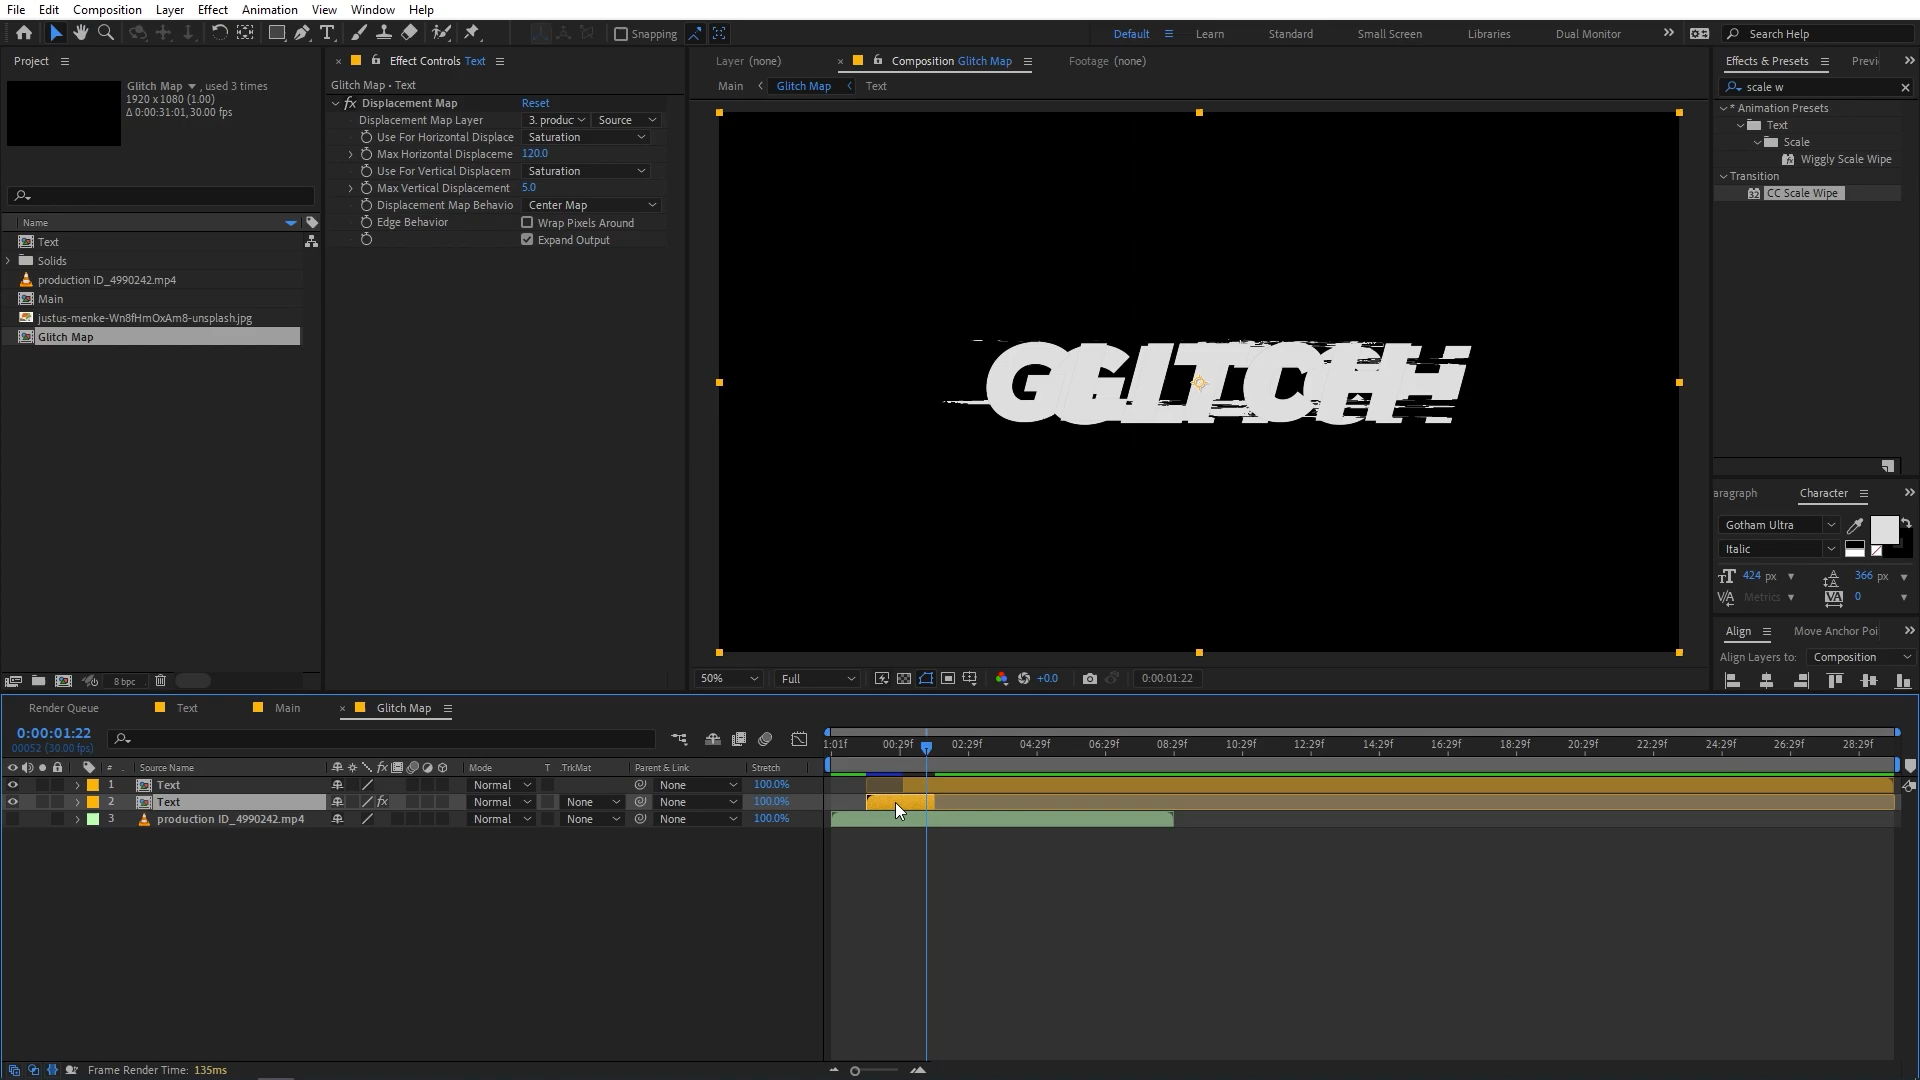 File Edit Composition Layer Effect Animation View Window Help
Snapping
Default Learn Standard Small Screen Libraries Dual Monitor
Search Help
Project
Glitch Map , used 3 times
1920 x 1080 (1.00)
Δ 0:00:31:01, 30.00 fps
Name
Text
Solids
production ID_4990242.mp4
Main
justus-menke-Wn8fHmOxAm8-unsplash.jpg
Glitch Map
8 bpc
Effect Controls Text
Glitch Map • Text
fx Displacement Map Reset
Displacement Map Layer 3. produc Source
Use For Horizontal Displace Saturation
Max Horizontal Displaceme 120.0
Use For Vertical Displacem Saturation
Max Vertical Displacement 5.0
Displacement Map Behavio Center Map
Edge Behavior Wrap Pixels Around
Expand Output
Layer (none) Composition Glitch Map Footage (none)
Main Glitch Map Text
GLITCH
50% Full +0.0 0:00:01:22
Effects & Presets Previ
scale w
* Animation Presets
Text
Scale
Wiggly Scale Wipe
Transition
32 CC Scale Wipe
aragraph Character
Gotham Ultra
Italic
424 px 366 px
Metrics 0
Align Move Anchor Poi
Align Layers to: Composition
Render Queue Text Main Glitch Map
0:00:01:22
00052 (30.00 fps)
1:01f 00:29f 02:29f 04:29f 06:29f 08:29f 10:29f 12:29f 14:29f 16:29f 18:29f 20:29f 22:29f 24:29f 26:29f 28:29f
# Source Name fx Mode T .TrkMat Parent & Link Stretch
1 Text Normal None 100.0%
2 Text fx Normal None None 100.0%
3 production ID_4990242.mp4 Normal None None 100.0%
Frame Render Time: 135ms